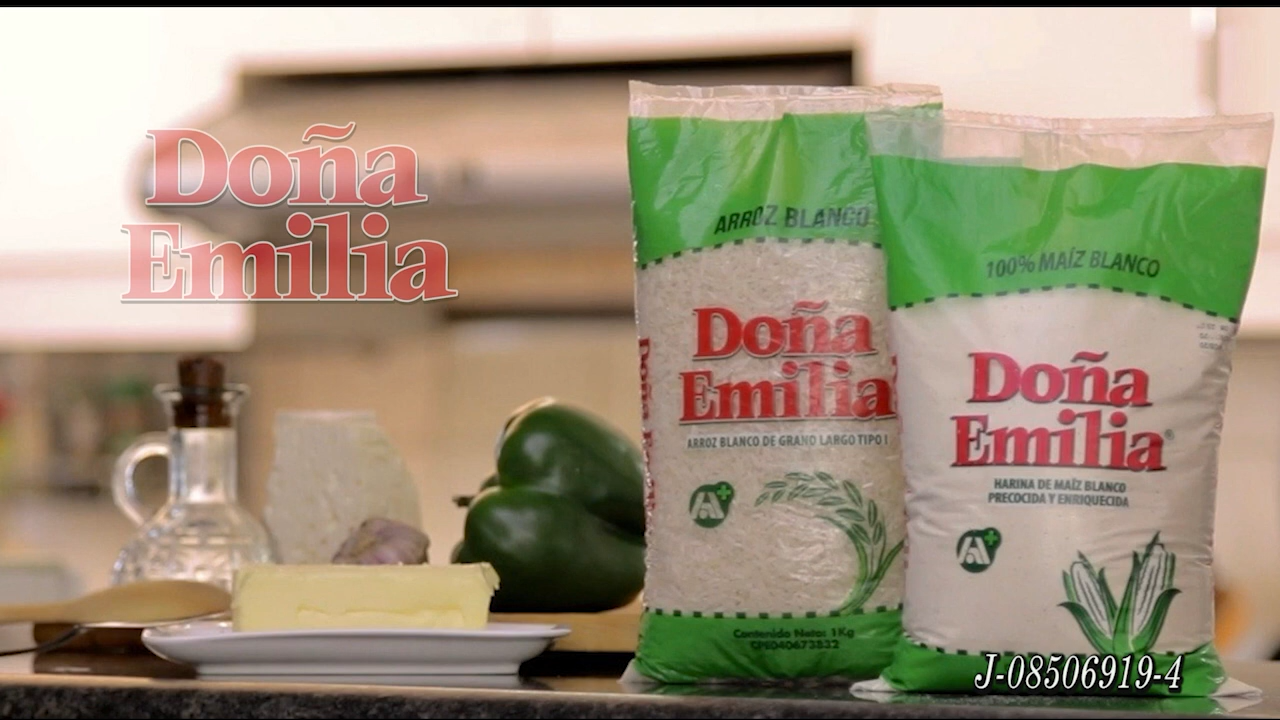 Doña
Emilia
ARROZ BLANCO
Doña
Emilia
ARROZ BLANCO DE GRANO LARGO TIPO I
A+
Contenido Neto: 1Kg
CPE040673832
100% MAÍZ BLANCO
Doña
Emilia®
HARINA DE MAÍZ BLANCO
PRECOCIDA Y ENRIQUECIDA
A+
J-08506919-4